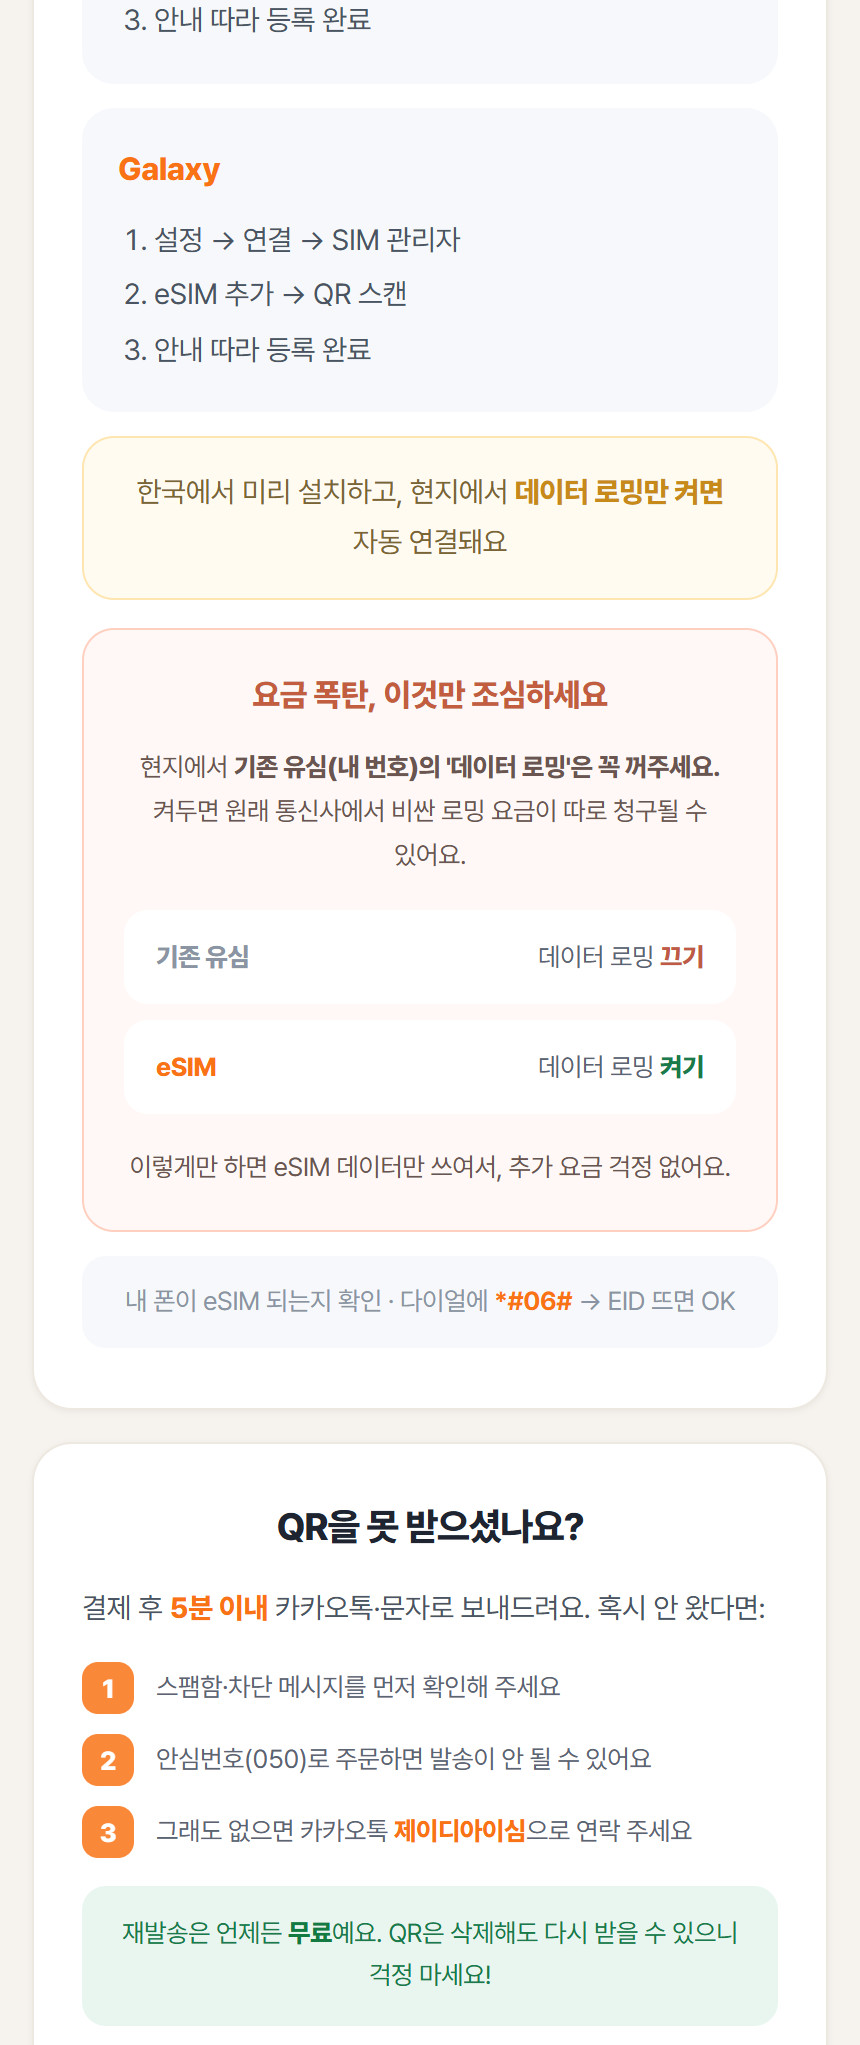 3. 안내 따라 등록 완료
Galaxy
1. 설정 → 연결 → SIM 관리자
2. eSIM 추가 → QR 스캔
3. 안내 따라 등록 완료
한국에서 미리 설치하고, 현지에서 데이터 로밍만 켜면
자동 연결돼요
요금 폭탄, 이것만 조심하세요
현지에서 기존 유심(내 번호)의 '데이터 로밍'은 꼭 꺼주세요.
켜두면 원래 통신사에서 비싼 로밍 요금이 따로 청구될 수
있어요.
기존 유심 데이터 로밍 끄기
eSIM 데이터 로밍 켜기
이렇게만 하면 eSIM 데이터만 쓰여서, 추가 요금 걱정 없어요.
내 폰이 eSIM 되는지 확인 · 다이얼에 *#06# → EID 뜨면 OK
QR을 못 받으셨나요?
결제 후 5분 이내 카카오톡·문자로 보내드려요. 혹시 안 왔다면:
1 스팸함·차단 메시지를 먼저 확인해 주세요
2 안심번호(050)로 주문하면 발송이 안 될 수 있어요
3 그래도 없으면 카카오톡 제이디아이심으로 연락 주세요
재발송은 언제든 무료예요. QR은 삭제해도 다시 받을 수 있으니
걱정 마세요!